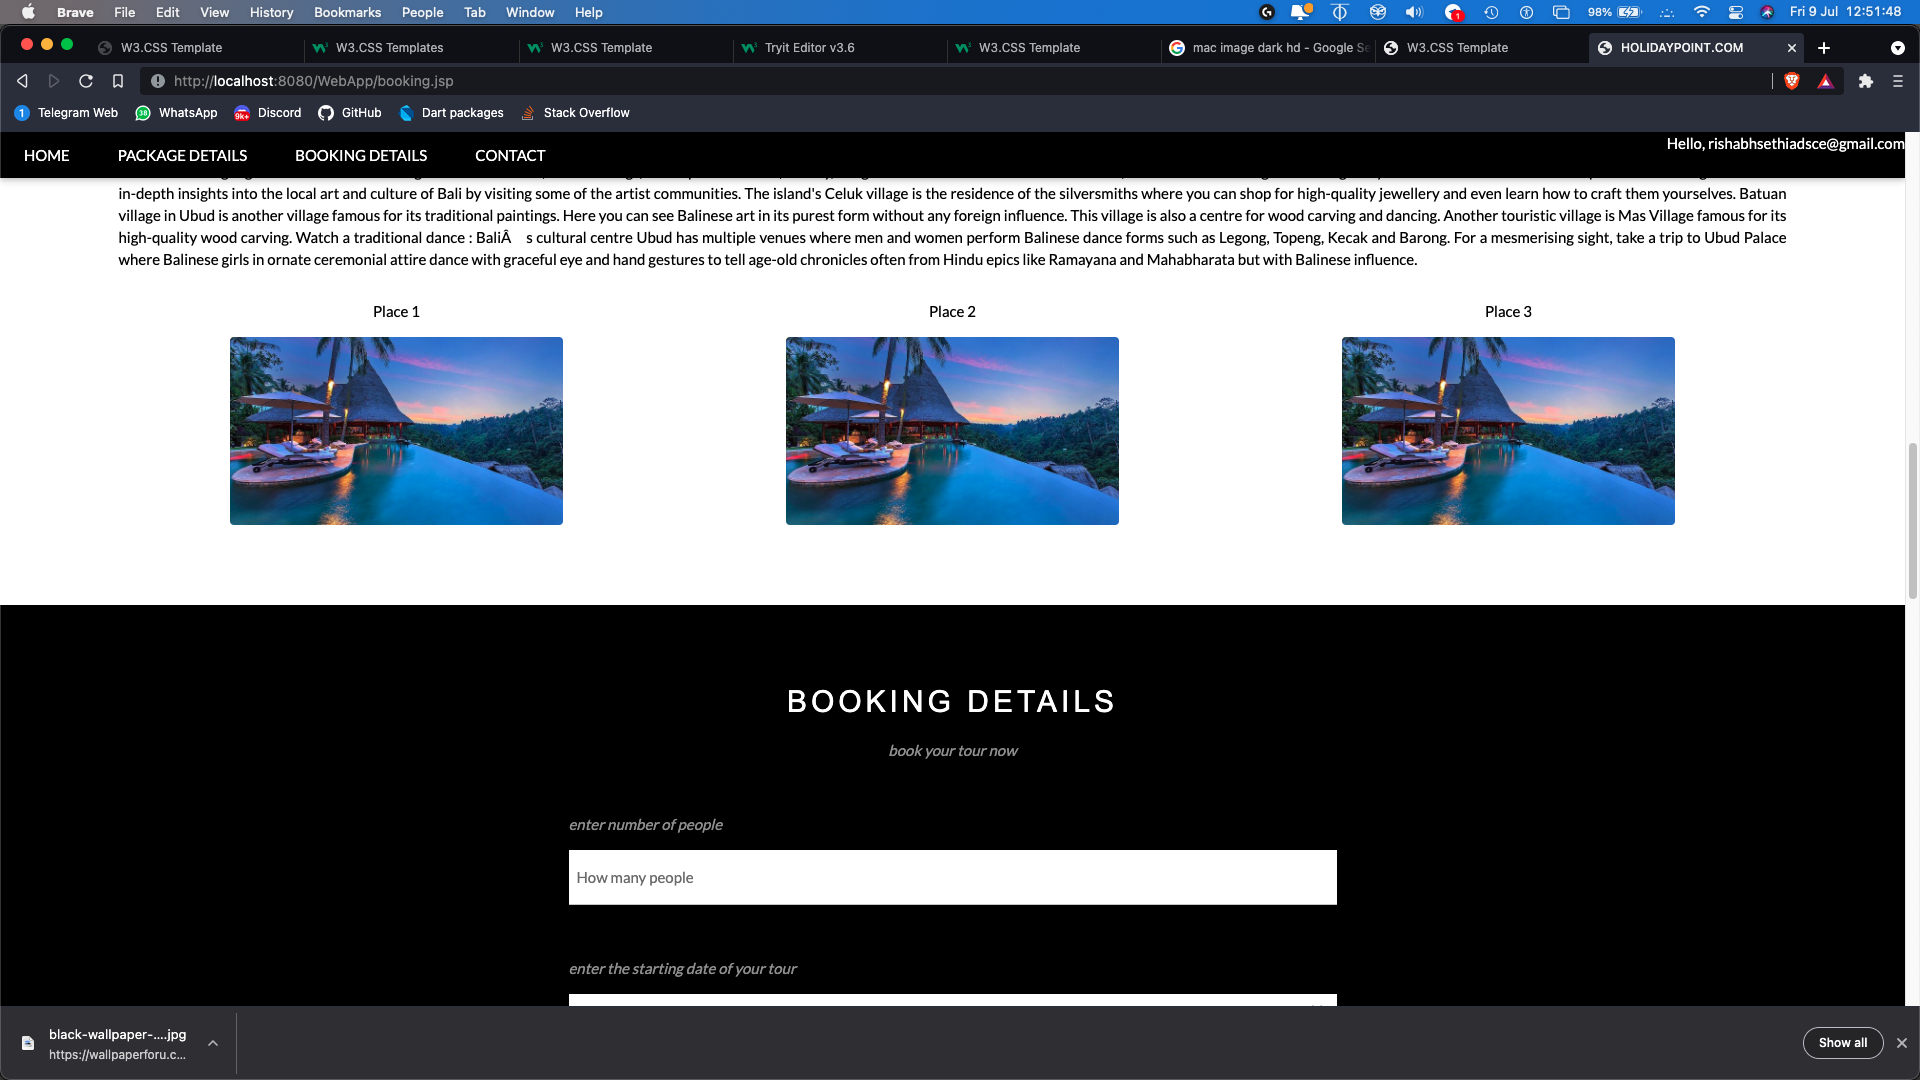 Brave File Edit View History Bookmarks People Tab Window Help 1 98% Fri 9 Jul 12:51:48
W3.CSS Template W3.CSS Templates W3.CSS Template Tryit Editor v3.6 W3.CSS Template mac image dark hd - Google Se W3.CSS Template HOLIDAYPOINT.COM
http://localhost:8080/WebApp/booking.jsp
1 Telegram Web 38 WhatsApp 9k+ Discord GitHub Dart packages Stack Overflow
Hello, rishabhsethiadsce@gmail.com
HOME PACKAGE DETAILS BOOKING DETAILS CONTACT
in-depth insights into the local art and culture of Bali by visiting some of the artist communities. The island's Celuk village is the residence of the silversmiths where you can shop for high-quality jewellery and even learn how to craft them yourselves. Batuan
village in Ubud is another village famous for its traditional paintings. Here you can see Balinese art in its purest form without any foreign influence. This village is also a centre for wood carving and dancing. Another touristic village is Mas Village famous for its
high-quality wood carving. Watch a traditional dance : BaliÂ s cultural centre Ubud has multiple venues where men and women perform Balinese dance forms such as Legong, Topeng, Kecak and Barong. For a mesmerising sight, take a trip to Ubud Palace
where Balinese girls in ornate ceremonial attire dance with graceful eye and hand gestures to tell age-old chronicles often from Hindu epics like Ramayana and Mahabharata but with Balinese influence.
Place 1 Place 2 Place 3
BOOKING DETAILS
book your tour now
enter number of people
How many people
enter the starting date of your tour
black-wallpaper-....jpg
https://wallpaperforu.c...
Show all